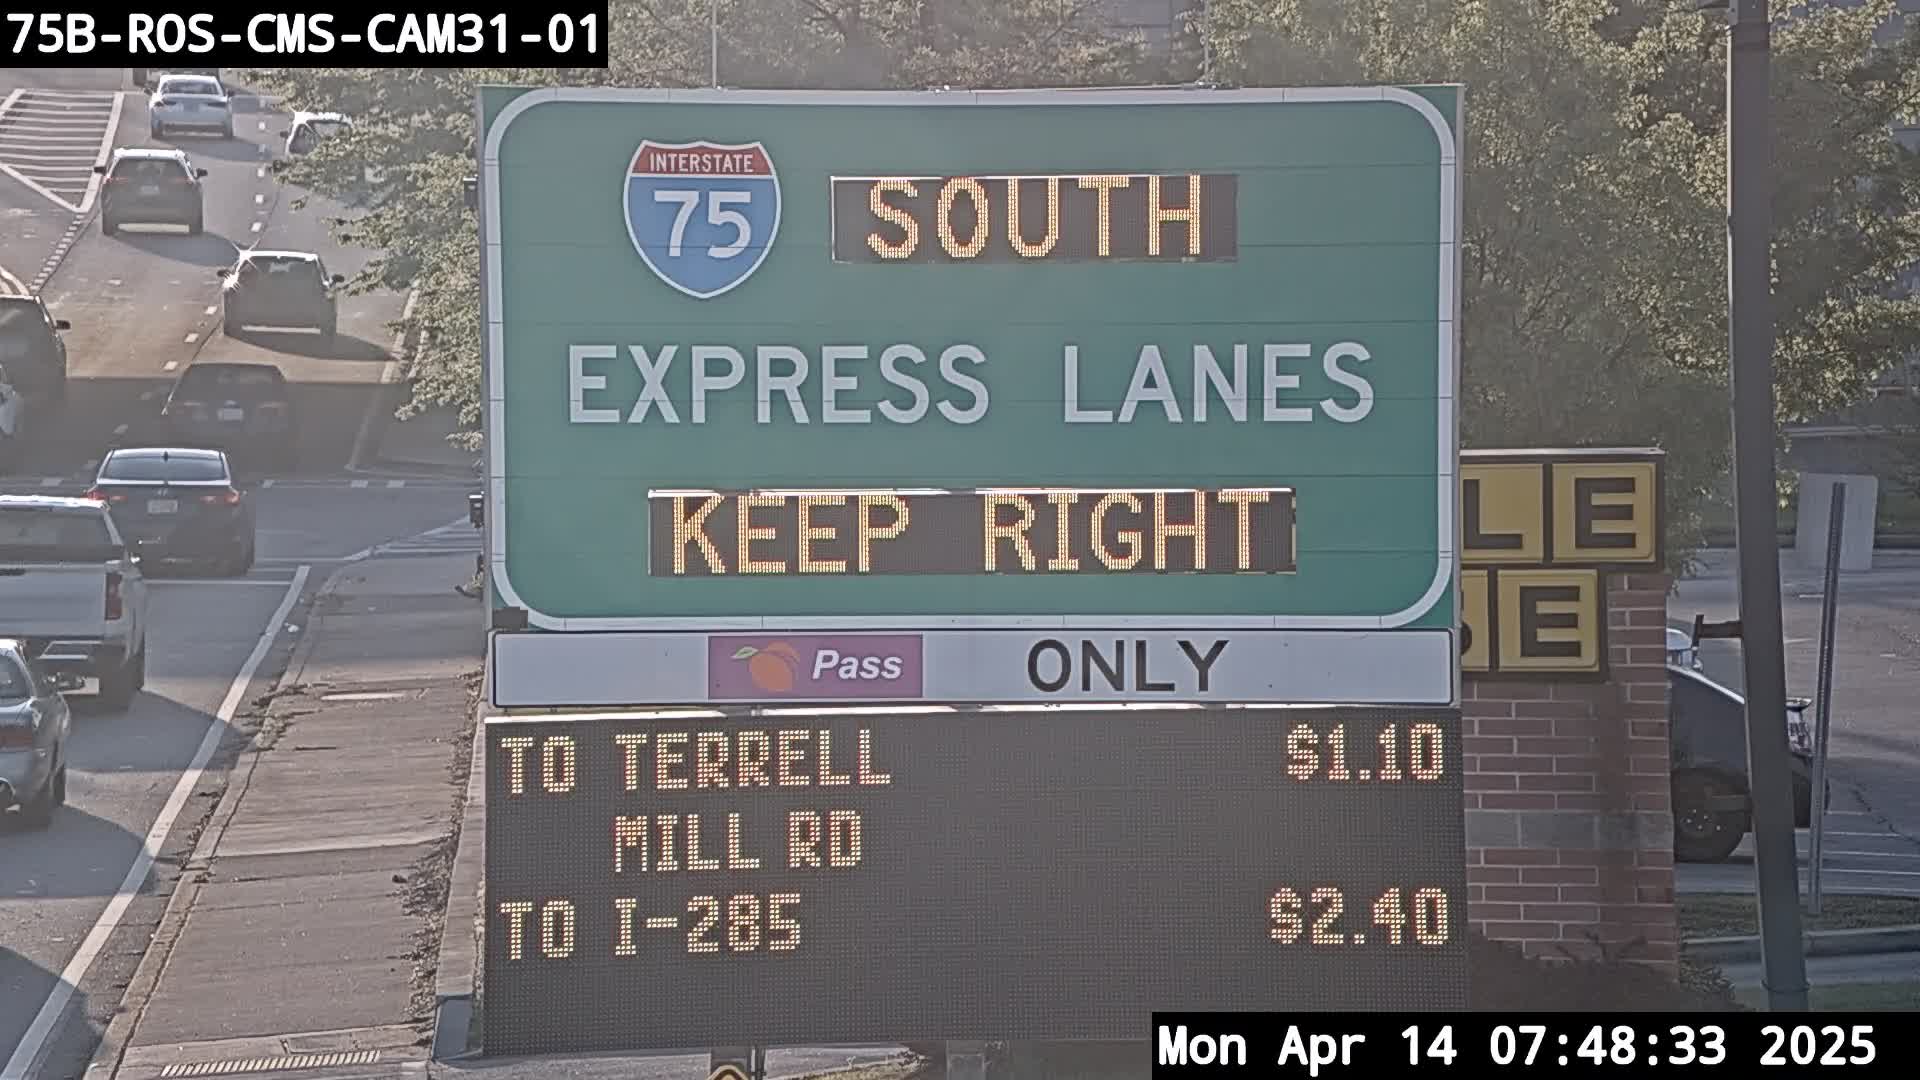 75B-ROS-CMS-CAM31-01
INTERSTATE
75
SOUTH
EXPRESS LANES
KEEP RIGHT
Pass ONLY
TO TERRELL $1.10
MILL RD
TO I-285 $2.40
LE
E
Mon Apr 14 07:48:33 2025